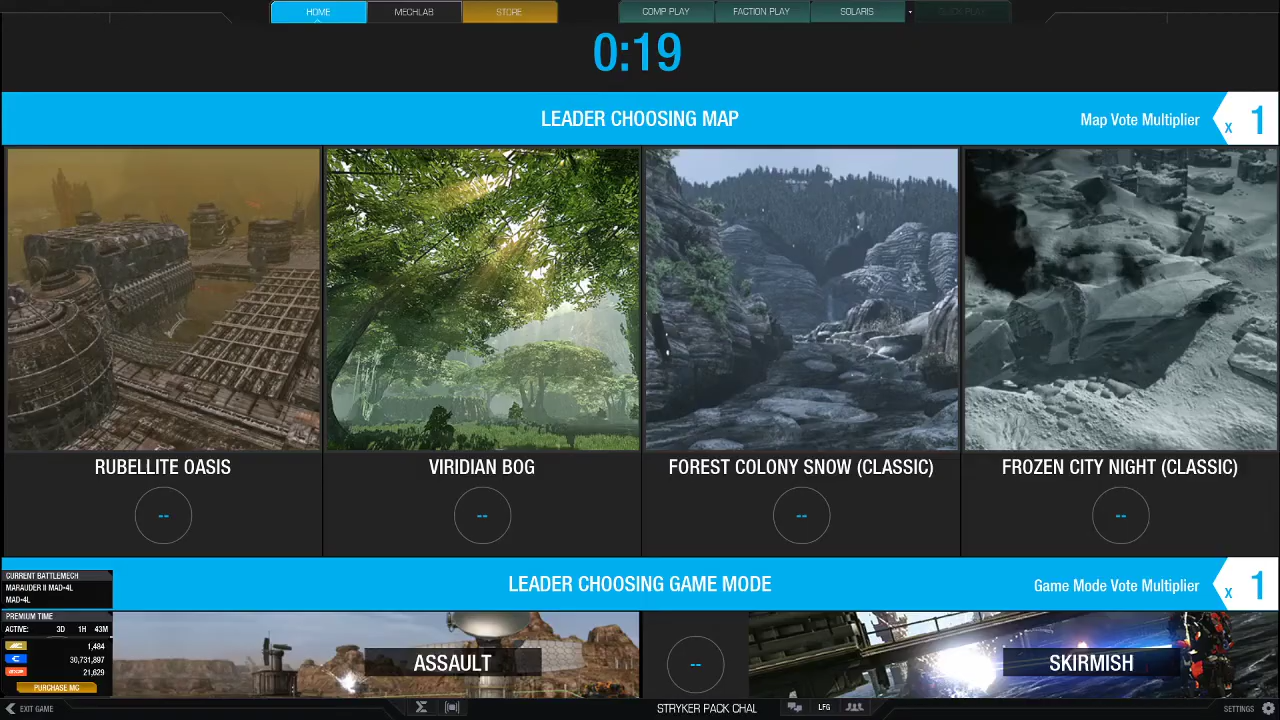 HOME
MECHLAB
STORE
COMP PLAY
FACTION PLAY
SOLARIS
QUICK PLAY
0:19
LEADER CHOOSING MAP
Map Vote Multiplier
x 1
RUBELLITE OASIS
VIRIDIAN BOG
FOREST COLONY SNOW (CLASSIC)
FROZEN CITY NIGHT (CLASSIC)
--
--
--
--
LEADER CHOOSING GAME MODE
Game Mode Vote Multiplier
x 1
CURRENT BATTLEMECH
MARAUDER II MAD-4L
MAD-4L
PREMIUM TIME
ACTIVE: 3D 1H 43M
1,484
30,731,897
21,629
PURCHASE MC
ASSAULT
--
SKIRMISH
EXIT GAME
STRYKER PACK CHAL
LFG
SETTINGS